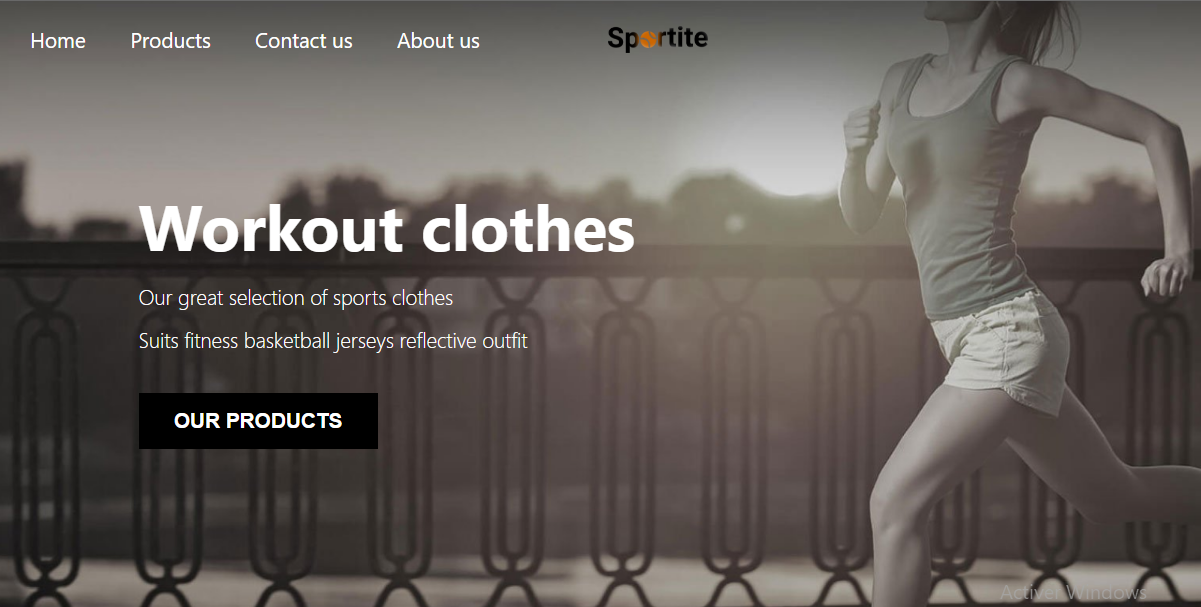 Home Products Contact us About us Sportite
Workout clothes
Our great selection of sports clothes
Suits fitness basketball jerseys reflective outfit
OUR PRODUCTS
Activer Windows